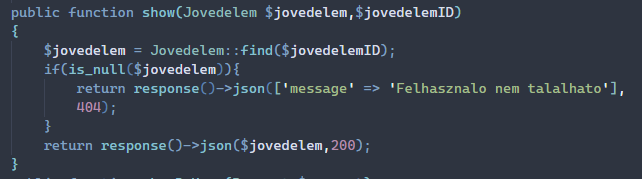 public function show(Jovedelem $jovedelem,$jovedelemID)
{
    $jovedelem = Jovedelem::find($jovedelemID);
    if(is_null($jovedelem)){
        return response()->json(['message' => 'Felhasznalo nem talalhato'],
        404);
    }
    return response()->json($jovedelem,200);
}